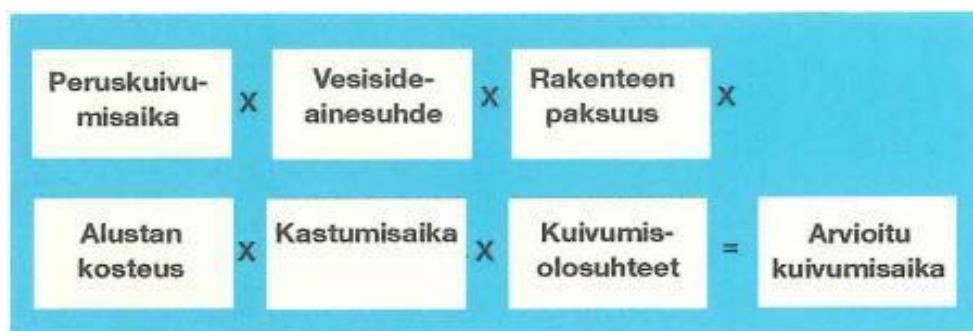 Peruskuivu-
misaika
X
Vesiside-
ainesuhde
X
Rakenteen
paksuus
X
Alustan
kosteus
X
Kastumisaika
X
Kuivumis-
olosuhteet
=
Arvioitu
kuivumisaika